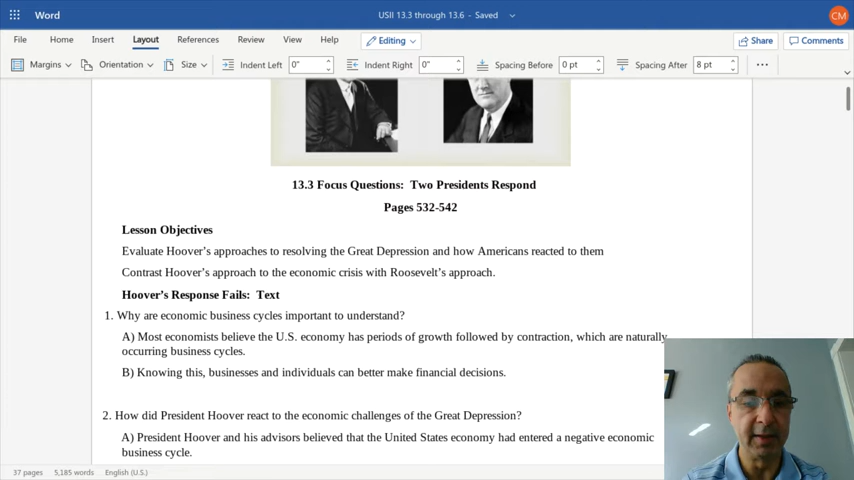 Word
USII 13.3 through 13.6 - Saved
CM
File Home Insert Layout References Review View Help Editing Share Comments
Margins Orientation Size Indent Left 0" Indent Right 0" Spacing Before 0 pt Spacing After 8 pt ...
13.3 Focus Questions: Two Presidents Respond
Pages 532-542
Lesson Objectives
Evaluate Hoover's approaches to resolving the Great Depression and how Americans reacted to them
Contrast Hoover's approach to the economic crisis with Roosevelt's approach.
Hoover's Response Fails: Text
1. Why are economic business cycles important to understand?
A) Most economists believe the U.S. economy has periods of growth followed by contraction, which are naturally
occurring business cycles.
B) Knowing this, businesses and individuals can better make financial decisions.
2. How did President Hoover react to the economic challenges of the Great Depression?
A) President Hoover and his advisors believed that the United States economy had entered a negative economic
business cycle.
37 pages 5,185 words English (U.S.)